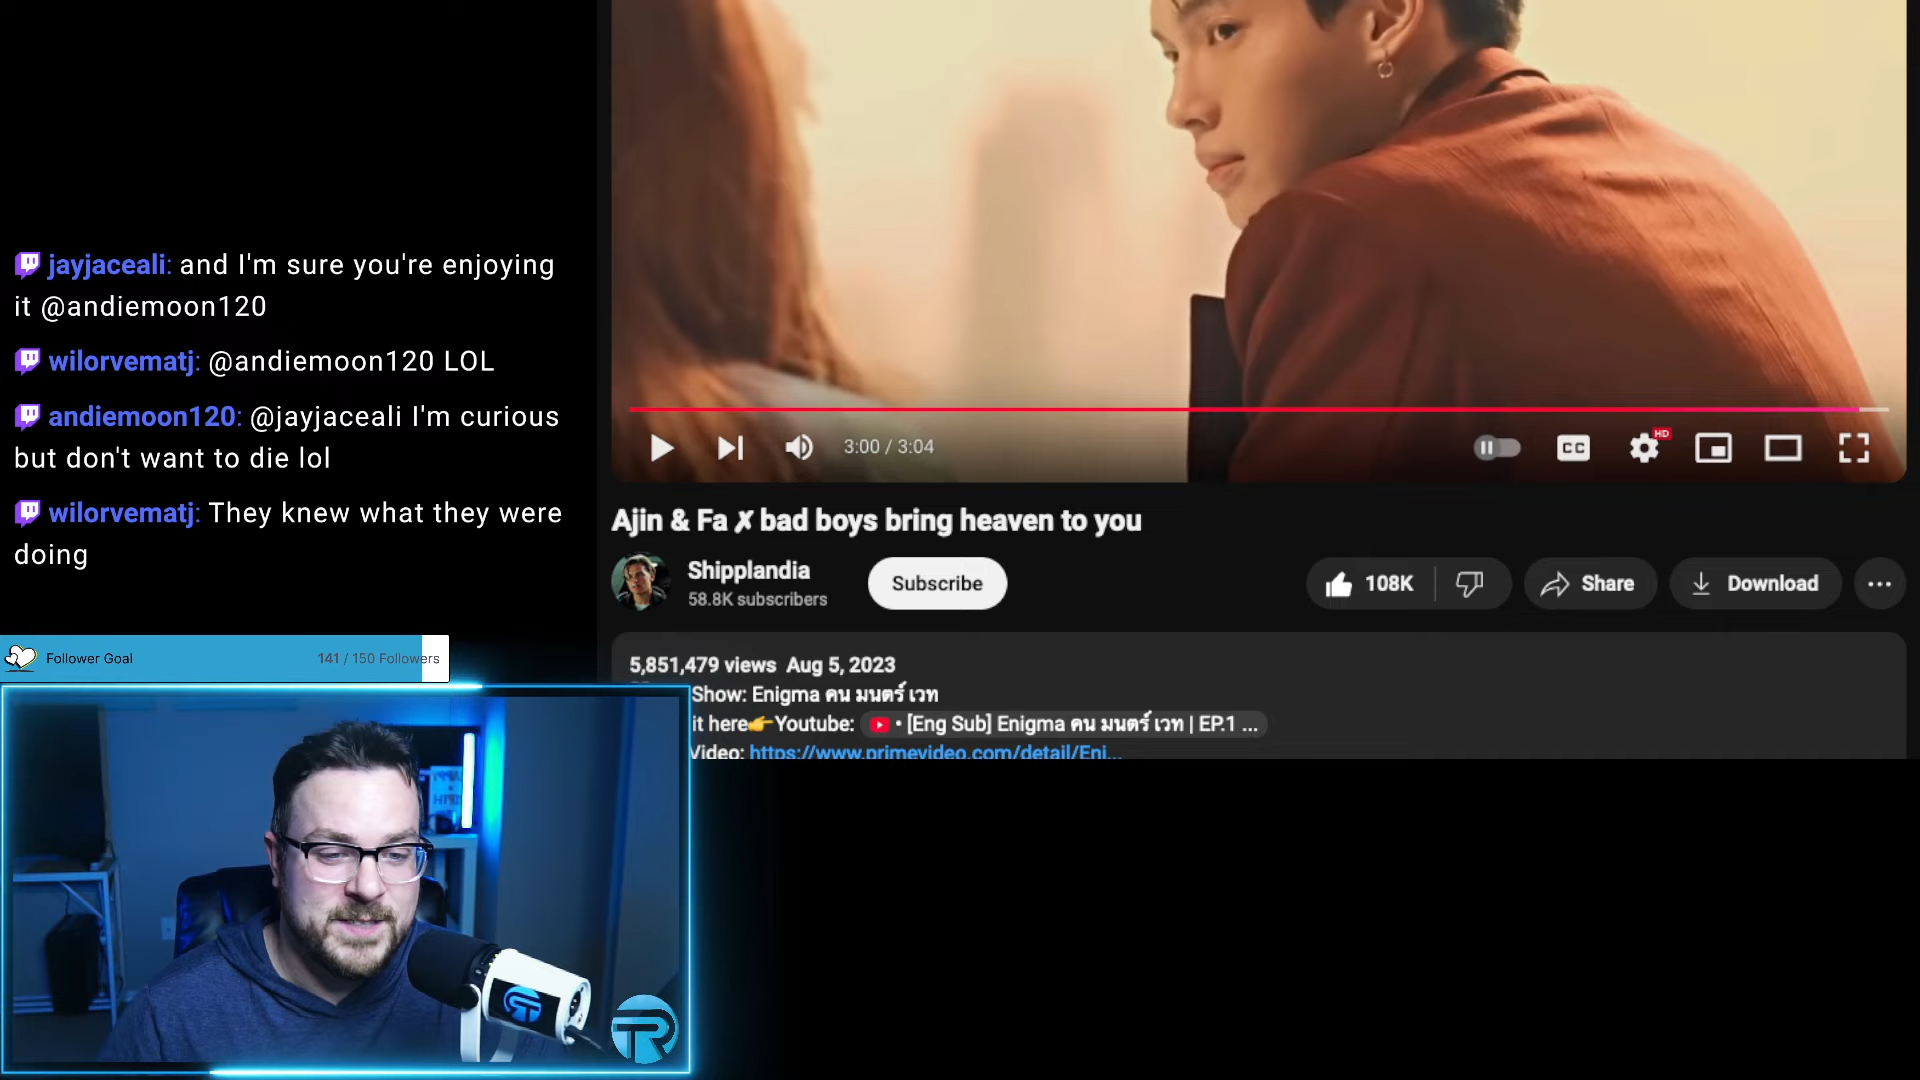 jayjaceali: and I'm sure you're enjoying
it @andiemoon120
wilorvematj: @andiemoon120 LOL
andiemoon120: @jayjaceali I'm curious
but don't want to die lol
wilorvematj: They knew what they were
doing
3:00 / 3:04
CC
HD
Ajin & Fa ✗ bad boys bring heaven to you
Shipplandia
58.8K subscribers
Subscribe
108K
Share
Download
5,851,479 views Aug 5, 2023
Show: Enigma คน มนตร์ เวท
it here👉Youtube: • [Eng Sub] Enigma คน มนตร์ เวท | EP.1 ...
Video: https://www.primevideo.com/detail/Eni...
Follower Goal
141 / 150 Followers